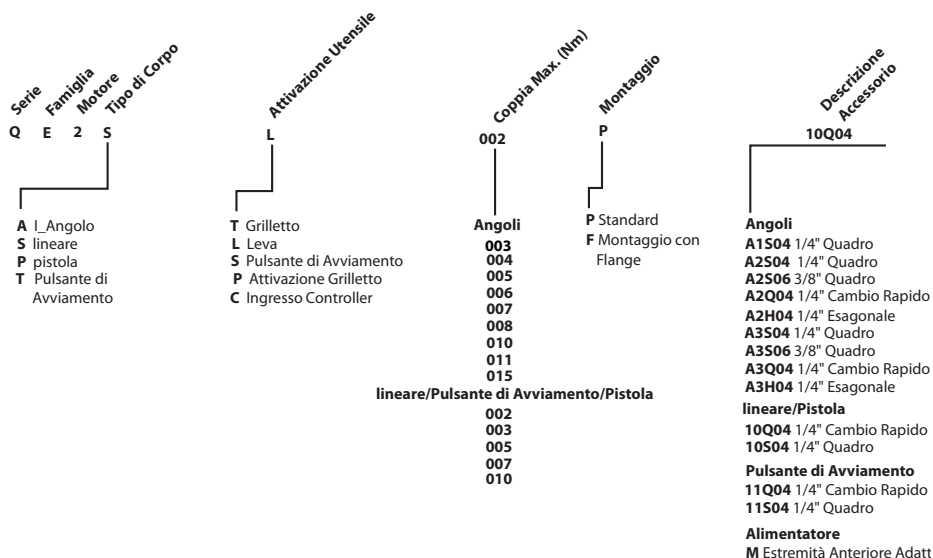 Serie
Famiglia
Motore
Tipo di Corpo
Attivazione Utensile
Coppia Max. (Nm)
Montaggio
Descrizione
Accessorio
Q E 2 S
L
002
P
10Q04
A I_Angolo
S lineare
P pistola
T Pulsante di
Avviamento
T Grilletto
L Leva
S Pulsante di Avviamento
P Attivazione Grilletto
C Ingresso Controller
Angoli
003
004
005
006
007
008
010
011
015
lineare/Pulsante di Avviamento/Pistola
002
003
005
007
010
P Standard
F Montaggio con
Flange
Angoli
A1S04 1/4" Quadro
A2S04 1/4" Quadro
A2S06 3/8" Quadro
A2Q04 1/4" Cambio Rapido
A2H04 1/4" Esagonale
A3S04 1/4" Quadro
A3S06 3/8" Quadro
A3Q04 1/4" Cambio Rapido
A3H04 1/4" Esagonale
lineare/Pistola
10Q04 1/4" Cambio Rapido
10S04 1/4" Quadro
Pulsante di Avviamento
11Q04 1/4" Cambio Rapido
11S04 1/4" Quadro
Alimentatore
M Estremità Anteriore Adatt